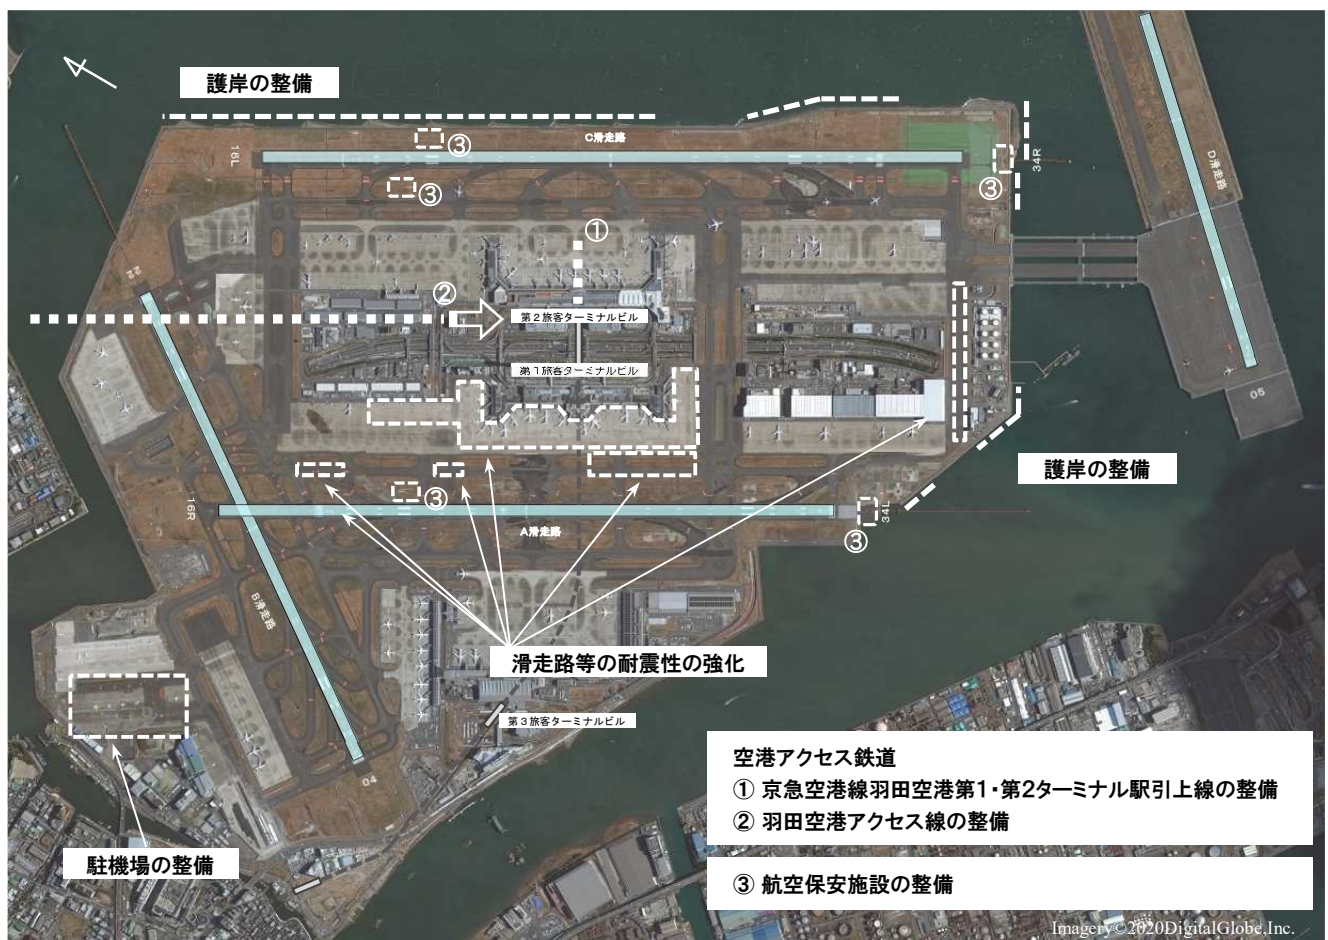 護岸の整備
C滑走路
③
16L
34R
③
③
D滑走路
①
22
②
第2旅客ターミナルビル
第1旅客ターミナルビル
05
護岸の整備
③
16R
34L
A滑走路
③
B滑走路
滑走路等の耐震性の強化
第3旅客ターミナルビル
04
駐機場の整備
空港アクセス鉄道
① 京急空港線羽田空港第1・第2ターミナル駅引上線の整備
② 羽田空港アクセス線の整備
③ 航空保安施設の整備
Imagery©2020DigitalGlobe,Inc.